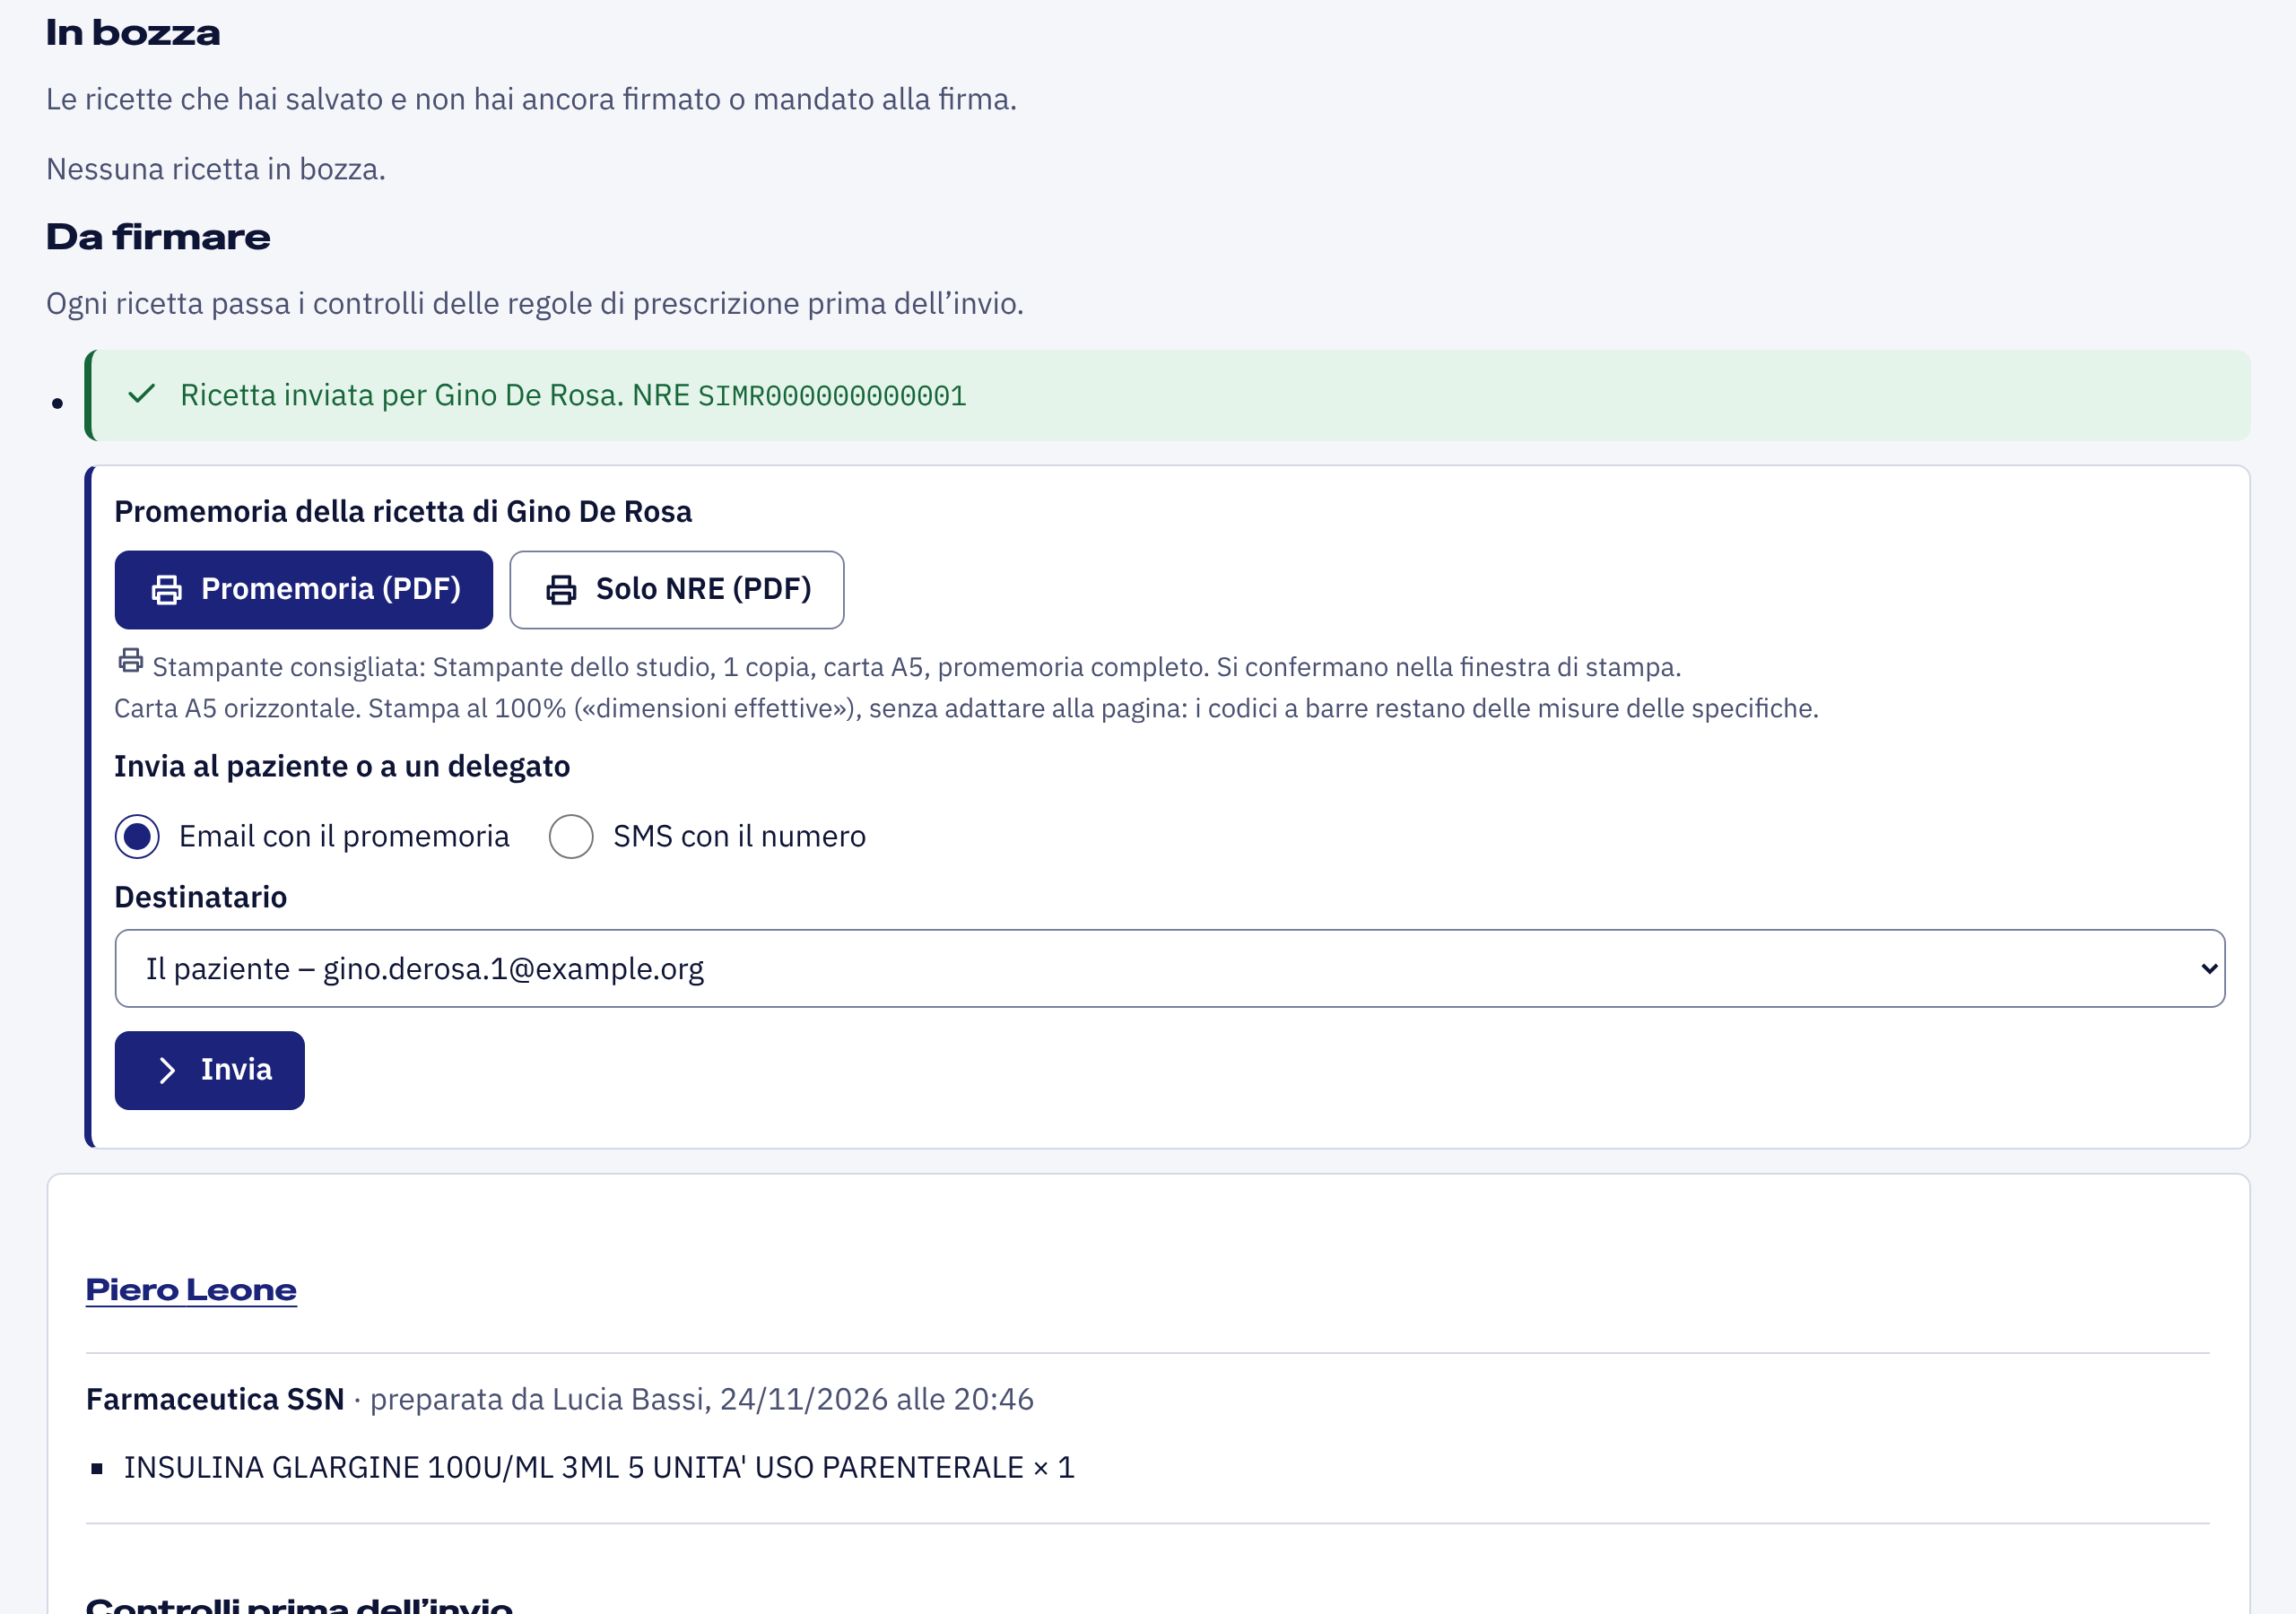 In bozza
Le ricette che hai salvato e non hai ancora firmato o mandato alla firma.
Nessuna ricetta in bozza.
Da firmare
Ogni ricetta passa i controlli delle regole di prescrizione prima dell’invio.
Ricetta inviata per Gino De Rosa. NRE SIMR000000000001
Promemoria della ricetta di Gino De Rosa
Promemoria (PDF) Solo NRE (PDF)
Stampante consigliata: Stampante dello studio, 1 copia, carta A5, promemoria completo. Si confermano nella finestra di stampa.
Carta A5 orizzontale. Stampa al 100% («dimensioni effettive»), senza adattare alla pagina: i codici a barre restano delle misure delle specifiche.
Invia al paziente o a un delegato
Email con il promemoria SMS con il numero
Destinatario
Il paziente – gino.derosa.1@example.org
Invia
Piero Leone
Farmaceutica SSN · preparata da Lucia Bassi, 24/11/2026 alle 20:46
INSULINA GLARGINE 100U/ML 3ML 5 UNITA' USO PARENTERALE × 1
Controlli prima dell’invio